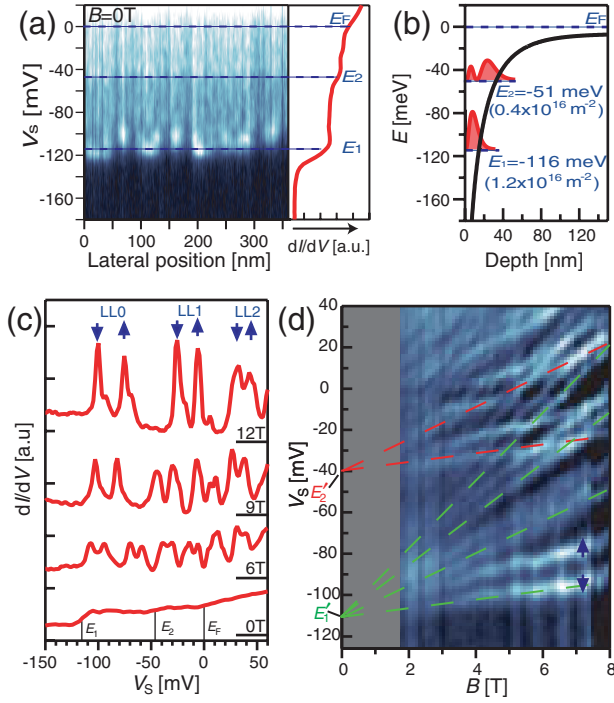 (a)
B=0T
0
-40
-80
-120
-160
Vs [mV]
EF
E2
E1
0 50 100 150 200 250 300
Lateral position [nm]
dI/dV [a.u.]
(b)
0
-40
-80
-120
-160
E [meV]
EF
E2=-51 meV
(0.4x10^16 m^-2)
E1=-116 meV
(1.2x10^16 m^-2)
0 40 80 120
Depth [nm]
(c)
LL0 LL1 LL2
12T
9T
6T
0T
dI/dV [a.u]
E1 E2 EF
-150 -100 -50 0 50
VS [mV]
(d)
40
20
0
-20
-40
-60
-80
-100
-120
VS [mV]
E2'
E1'
0 2 4 6 8
B [T]